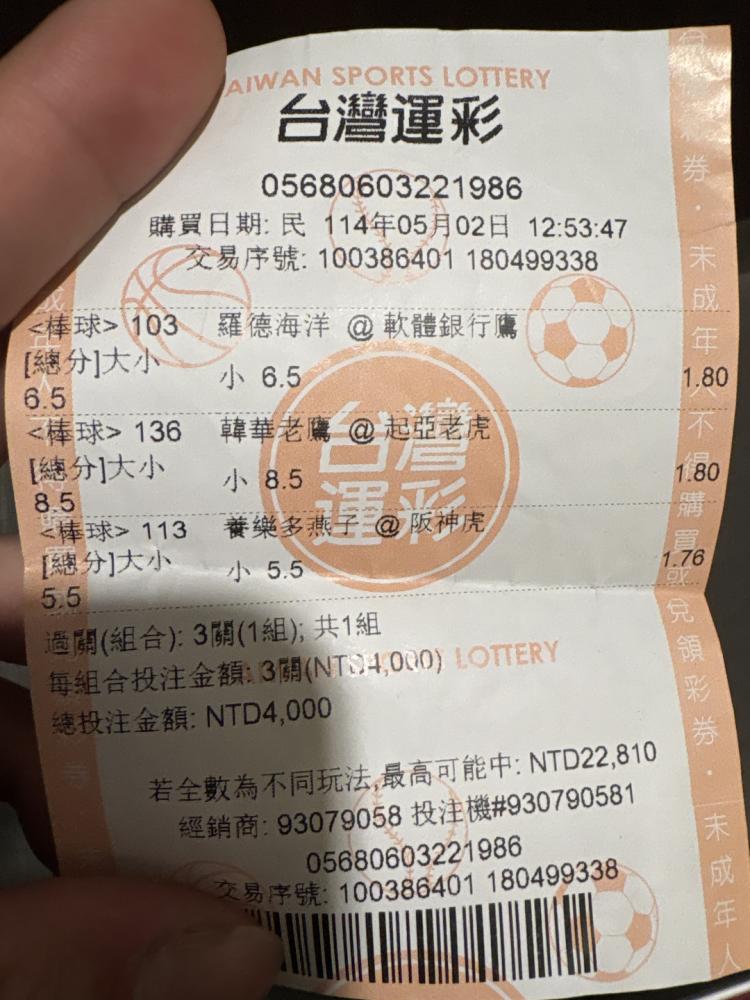 AIWAN SPORTS LOTTERY
台灣運彩
05680603221986
購買日期: 民 114年05月02日 12:53:47
交易序號: 100386401 180499338
<棒球> 103 羅德海洋 @ 軟體銀行鷹
[總分]大小 小 6.5 1.80
6.5
<棒球> 136 韓華老鷹 @ 起亞老虎
[總分]大小 小 8.5 1.80
8.5
<棒球> 113 養樂多燕子 @ 阪神虎
[總分]大小 小 5.5 1.76
5.5
台灣
運彩
過關(組合): 3關(1組); 共1組
每組合投注金額: 3關(NTD4,000)
LOTTERY
總投注金額: NTD4,000
若全數為不同玩法,最高可能中: NTD22,810
經銷商: 93079058 投注機#930790581
05680603221986
交易序號: 100386401 180499338
券・未成年人不得購買或兌領彩券・未成年人